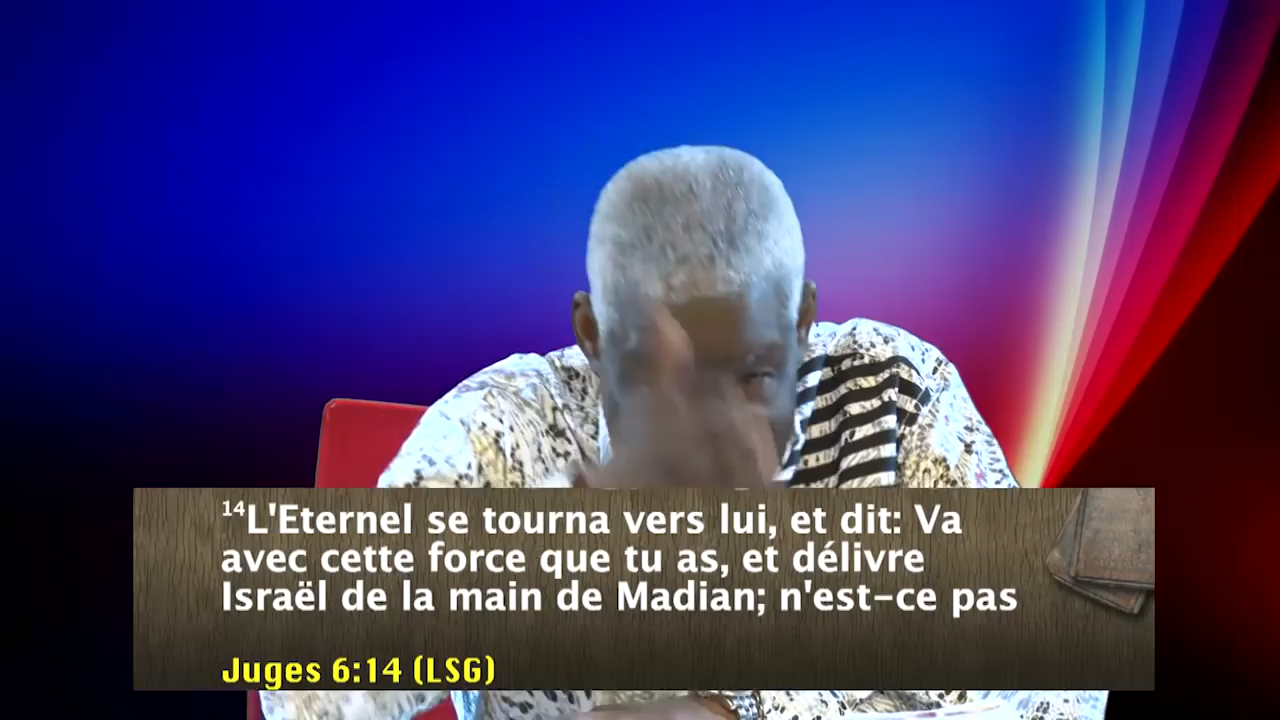 14L'Eternel se tourna vers lui, et dit: Va
avec cette force que tu as, et délivre
Israël de la main de Madian; n'est-ce pas
Juges 6:14 (LSG)